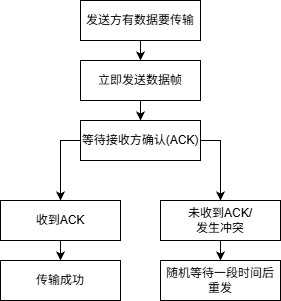 发送方有数据要传输
立即发送数据帧
等待接收方确认(ACK)
收到ACK
未收到ACK/
发生冲突
传输成功
随机等待一段时间后
重发